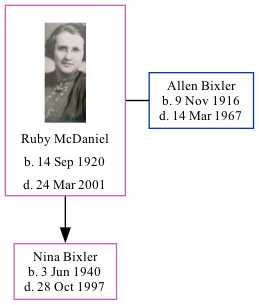 Ruby McDaniel
b. 14 Sep 1920
d. 24 Mar 2001
Allen Bixler
b. 9 Nov 1916
d. 14 Mar 1967
Nina Bixler
b. 3 Jun 1940
d. 28 Oct 1997